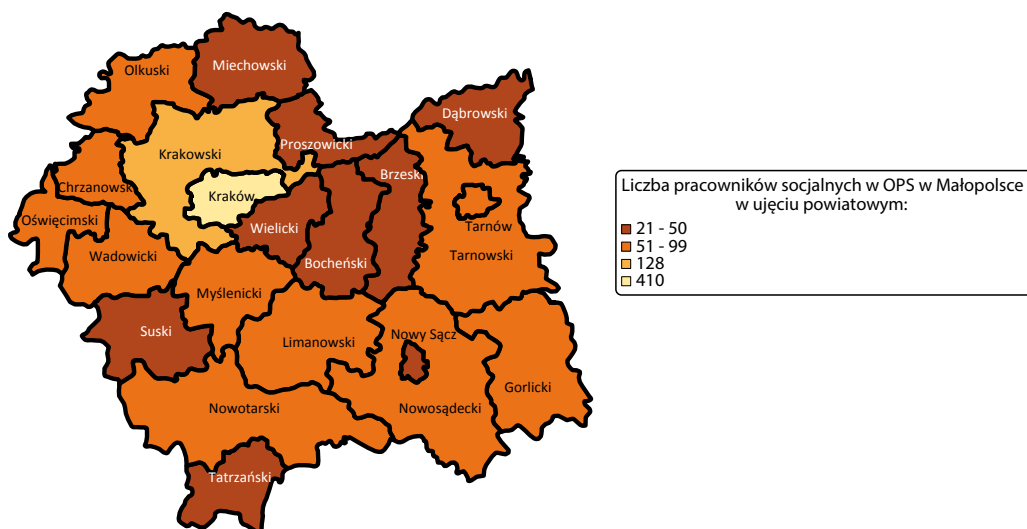 Miechowski
Olkuski
Dąbrowski
Proszowicki
Krakowski
Brzeski
Chrzanowski
Kraków
Oświęcimski
Wielicki
Tarnów
Wadowicki
Tarnowski
Bocheński
Myślenicki
Suski
Nowy Sącz
Limanowski
Gorlicki
Nowotarski
Nowosądecki
Tatrzański
Liczba pracowników socjalnych w OPS w Małopolsce
w ujęciu powiatowym:
21 - 50
51 - 99
128
410